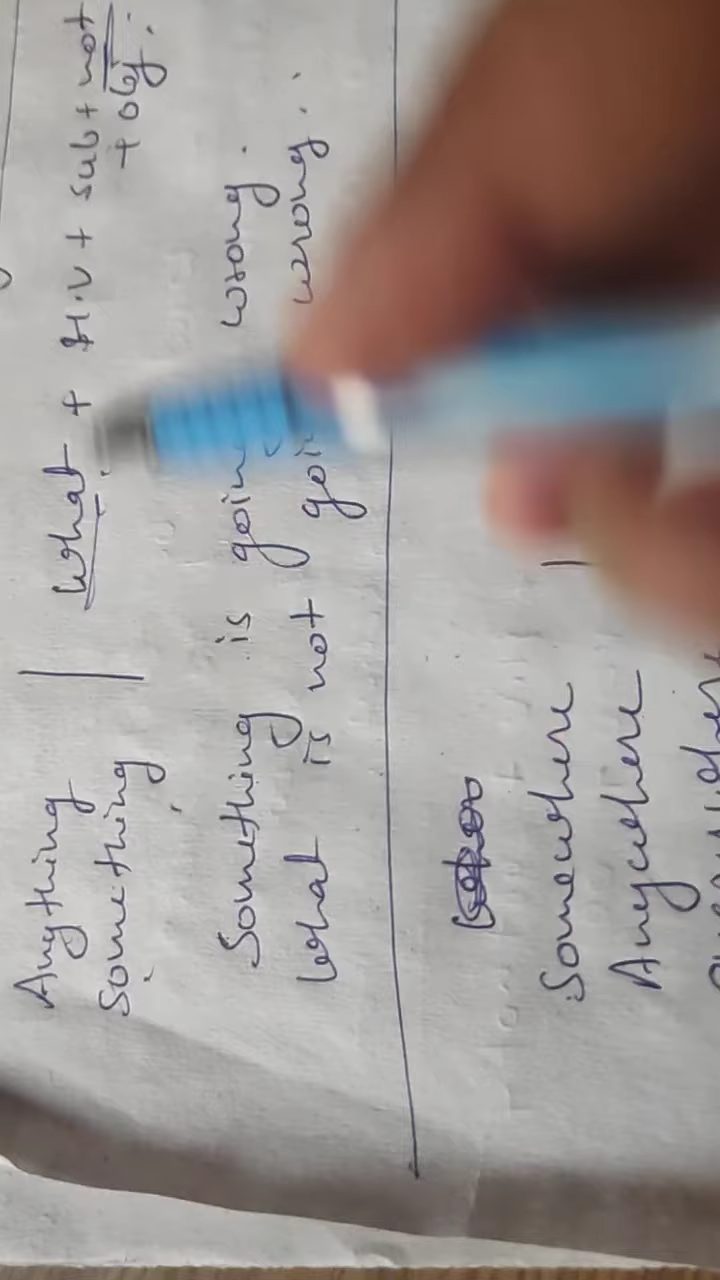 Anything | What + H.V + sub + not
Something + obj.
Something is going wrong.
What is not going wrong.
Somewhere
Anywhere